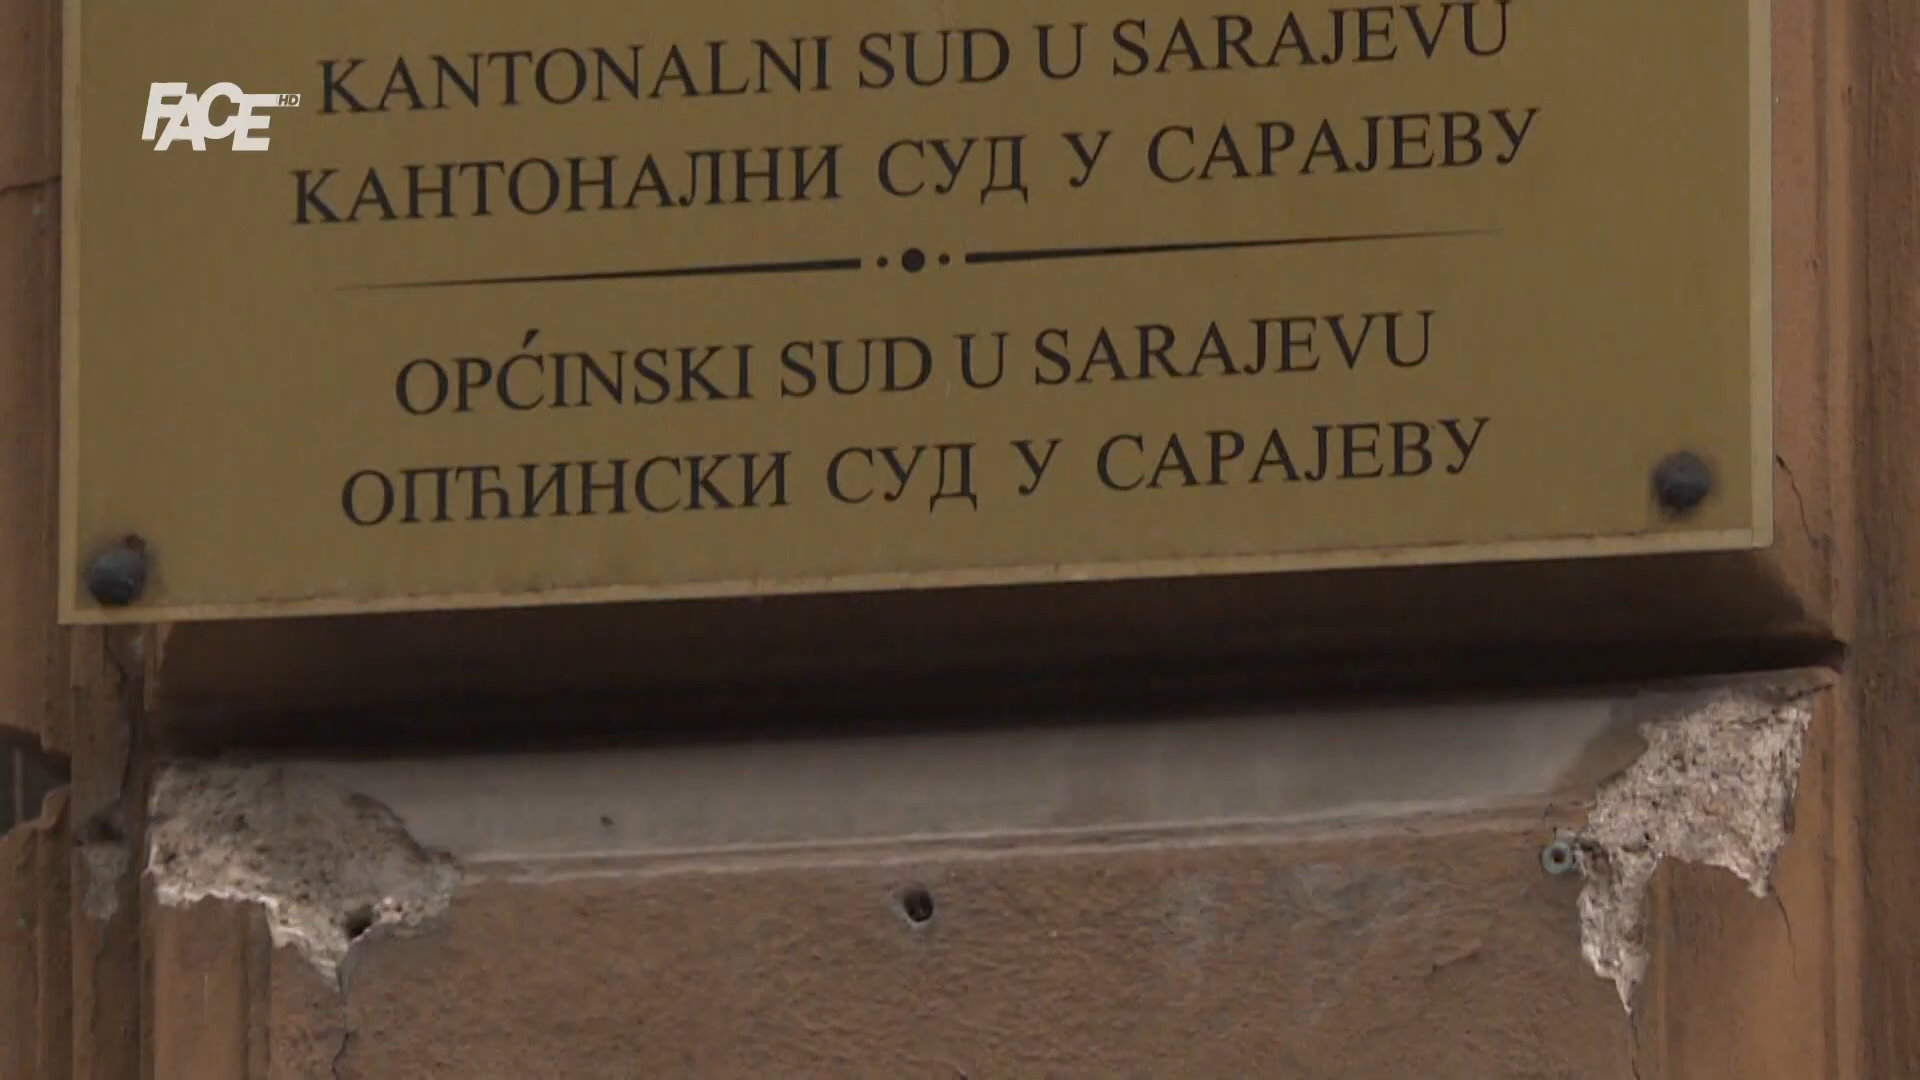 KANTONALNI SUD U SARAJEVU
FACE HD
КАНТОНАЛНИ СУД У САРАЈЕВУ
OPĆINSKI SUD U SARAJEVU
ОПЋИНСКИ СУД У САРАЈЕВУ